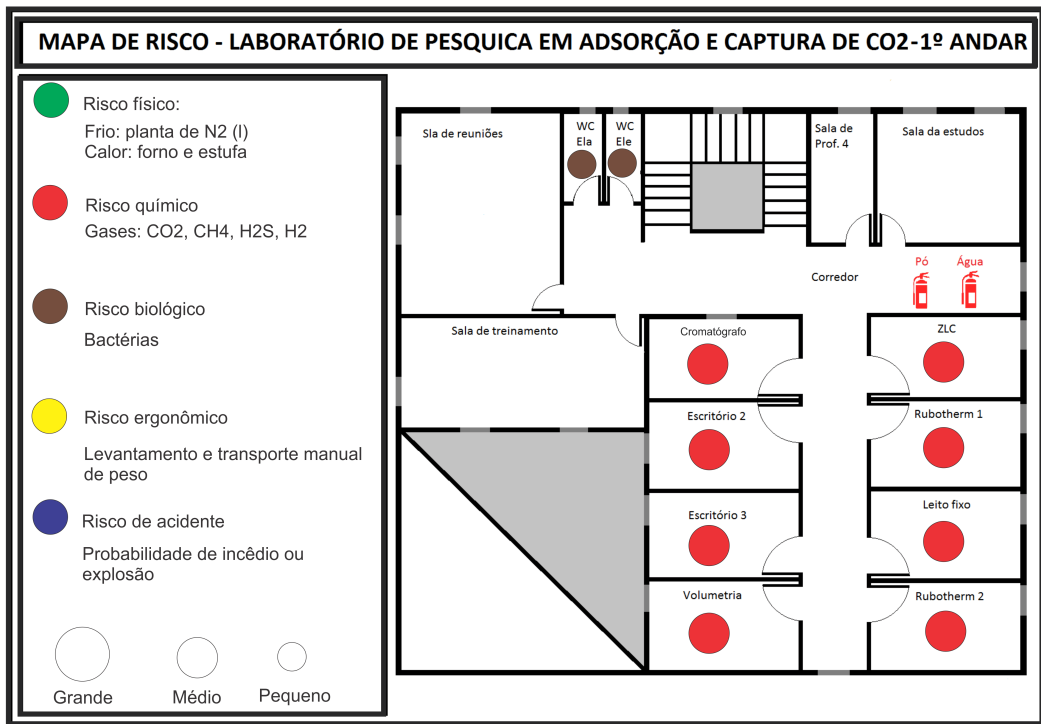 MAPA DE RISCO - LABORATÓRIO DE PESQUICA EM ADSORÇÃO E CAPTURA DE CO2-1º ANDAR
Risco físico:
Frio: planta de N2 (l)
Calor: forno e estufa
Risco químico
Gases: CO2, CH4, H2S, H2
Risco biológico
Bactérias
Risco ergonômico
Levantamento e transporte manual
de peso
Risco de acidente
Probabilidade de incêdio ou
explosão
Grande
Médio
Pequeno
Sla de reuniões
WC
Ela
WC
Ele
Sala de
Prof. 4
Sala da estudos
Corredor
Pó
Água
Sala de treinamento
Cromatógrafo
ZLC
Escritório 2
Rubotherm 1
Escritório 3
Leito fixo
Volumetria
Rubotherm 2